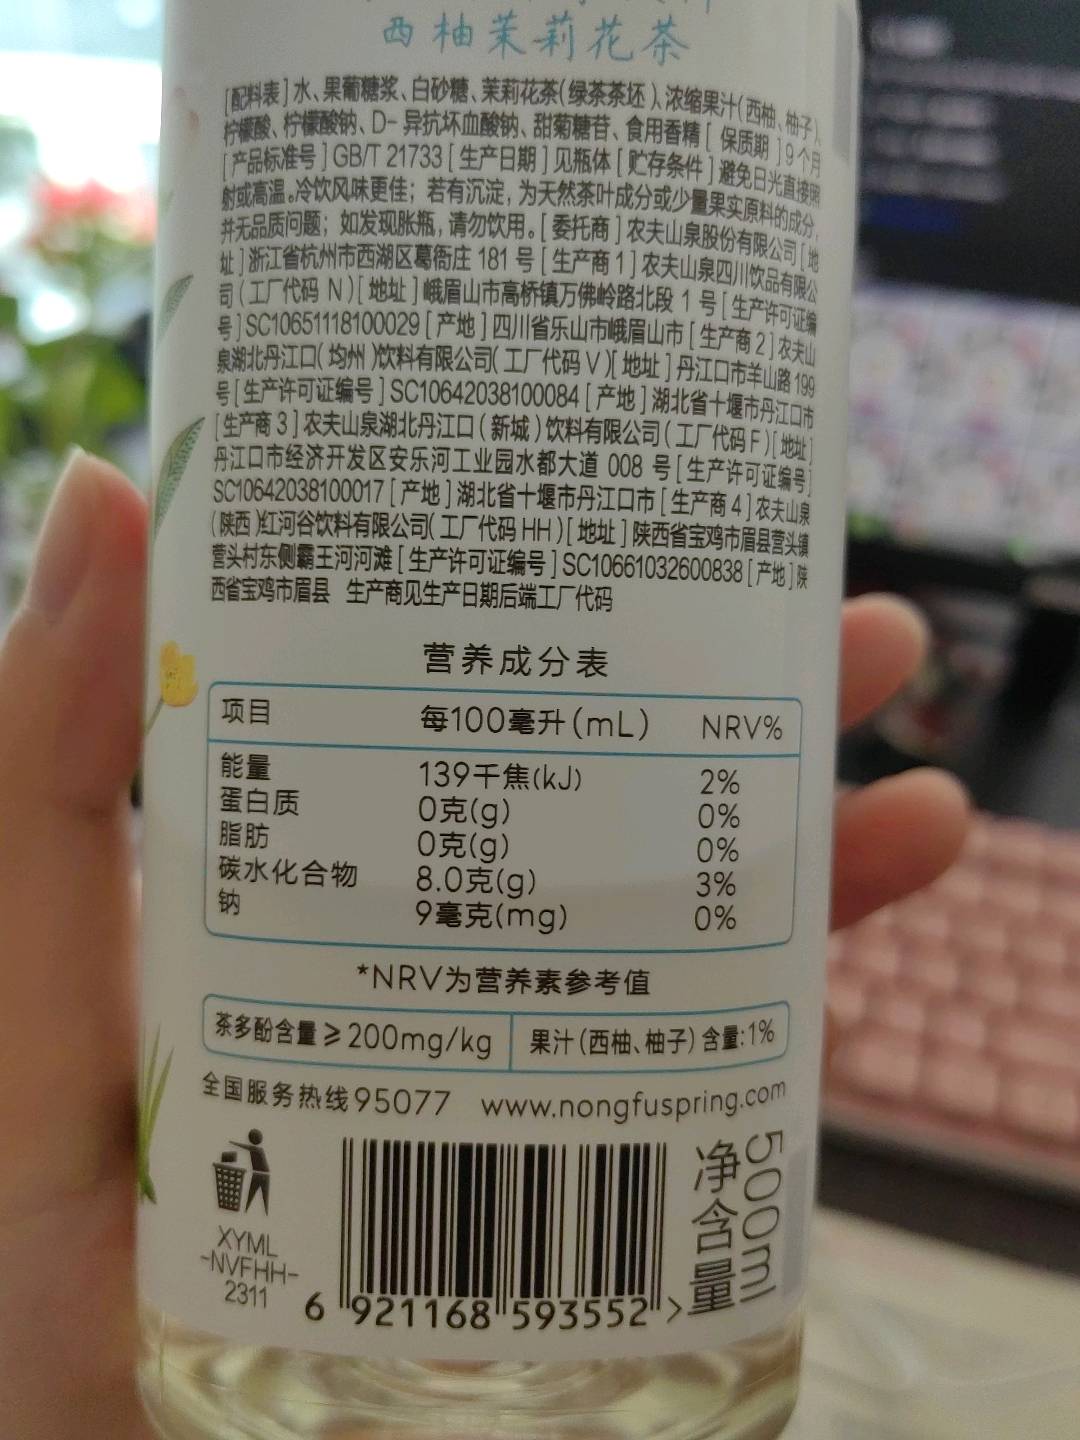 西柚茉莉花茶
[配料表]水、果葡糖浆、白砂糖、茉莉花茶(绿茶茶坯)、浓缩果汁(西柚、柚子)、
柠檬酸、柠檬酸钠、D-异抗坏血酸钠、甜菊糖苷、食用香精[保质期]9个月
[产品标准号]GB/T 21733[生产日期]见瓶体[贮存条件]避免日光直接照
射或高温。冷饮风味更佳；若有沉淀，为天然茶叶成分或少量果实原料的成分，
并无品质问题；如发现胀瓶，请勿饮用。[委托商]农夫山泉股份有限公司[地
址]浙江省杭州市西湖区葛衙庄181号[生产商1]农夫山泉四川饮品有限公
司(工厂代码N)[地址]峨眉山市高桥镇万佛岭路北段1号[生产许可证编
号]SC10651118100029[产地]四川省乐山市峨眉山市[生产商2]农夫山
泉湖北丹江口(均州)饮料有限公司(工厂代码V)[地址]丹江口市羊山路199
号[生产许可证编号]SC10642038100084[产地]湖北省十堰市丹江口市
[生产商3]农夫山泉湖北丹江口(新城)饮料有限公司(工厂代码F)[地址]
丹江口市经济开发区安乐河工业园水都大道008号[生产许可证编号]
SC10642038100017[产地]湖北省十堰市丹江口市[生产商4]农夫山泉
(陕西)红河谷饮料有限公司(工厂代码HH)[地址]陕西省宝鸡市眉县营头镇
营头村东侧霸王河河滩[生产许可证编号]SC10661032600838[产地]陕
西省宝鸡市眉县 生产商见生产日期后端工厂代码
营养成分表
项目 每100毫升(mL) NRV%
能量 139千焦(kJ) 2%
蛋白质 0克(g) 0%
脂肪 0克(g) 0%
碳水化合物 8.0克(g) 3%
钠 9毫克(mg) 0%
*NRV为营养素参考值
茶多酚含量≥200mg/kg 果汁(西柚、柚子)含量:1%
全国服务热线95077 www.nongfuspring.com
XYML
-NVFHH-
2311
6 921168 593552 >
净含量
500ml